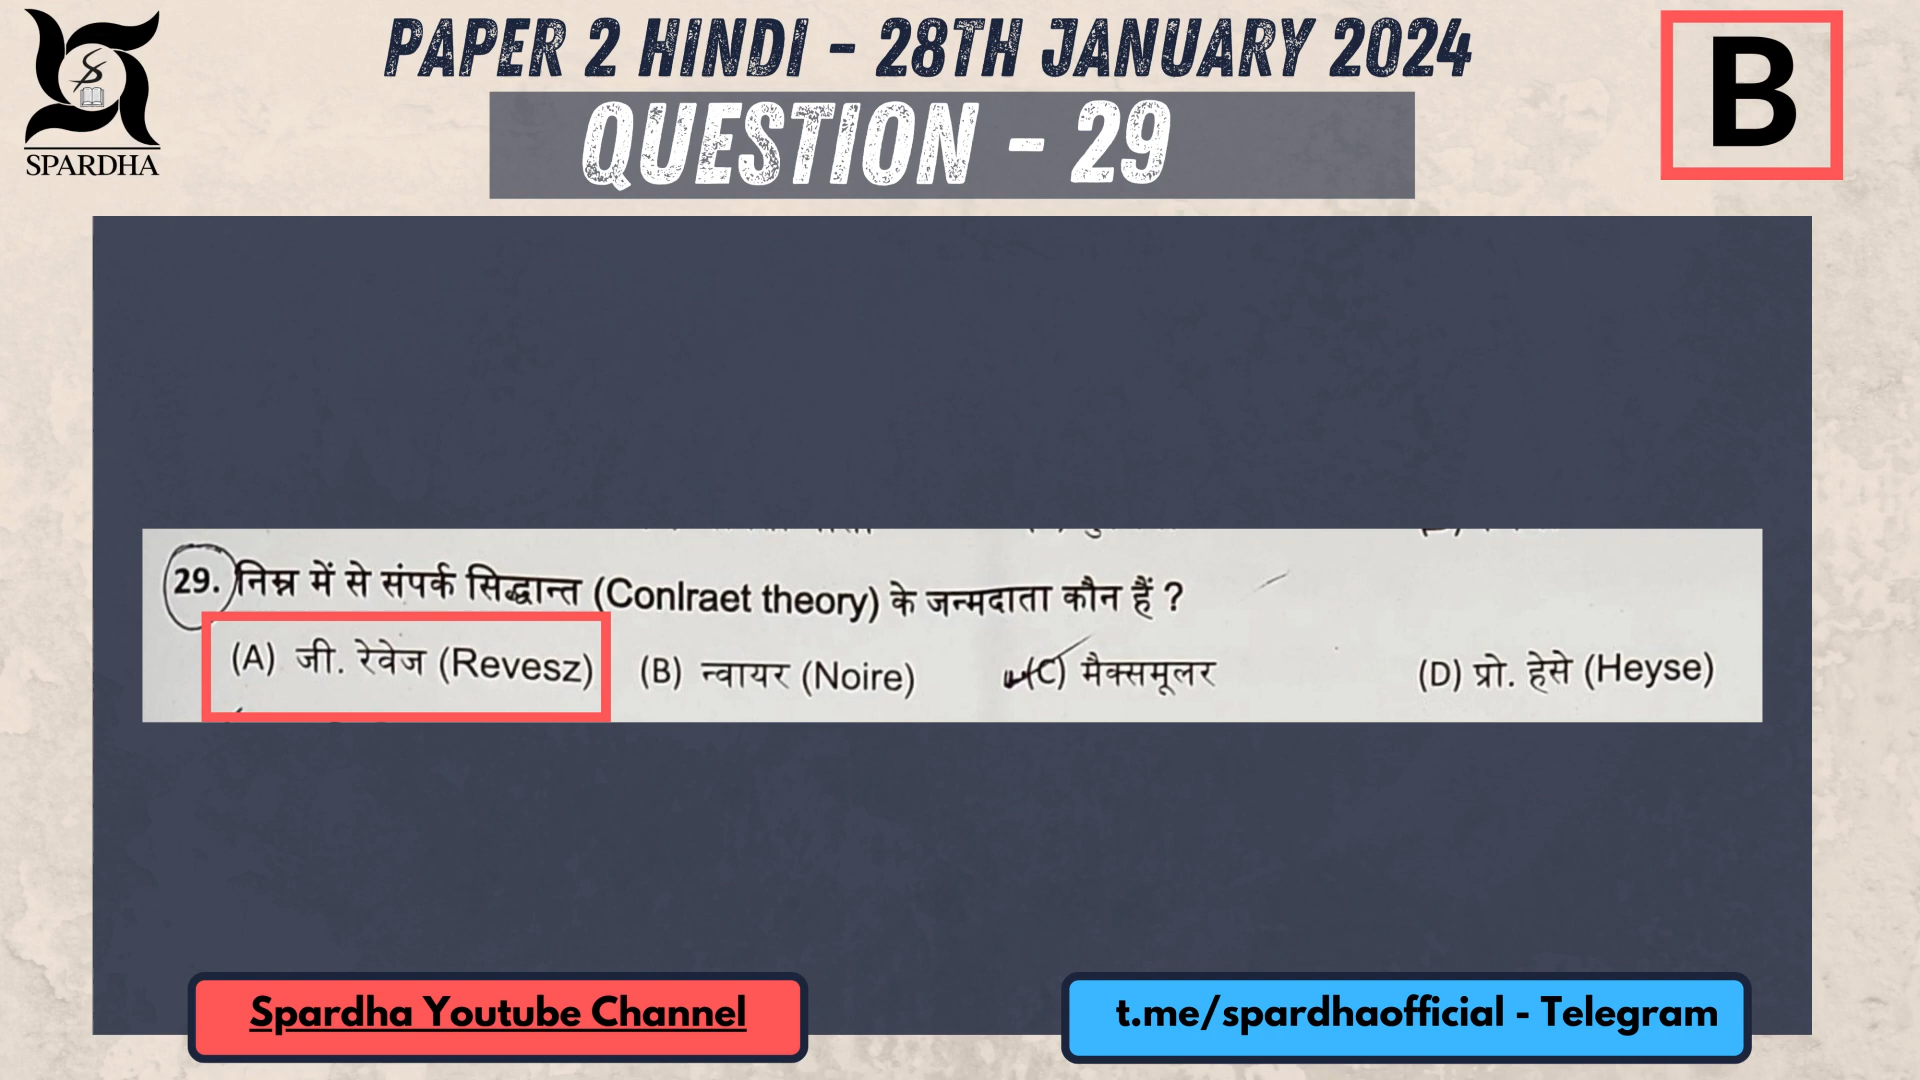 PAPER 2 HINDI - 28TH JANUARY 2024
B
QUESTION - 29
SPARDHA
29. निम्न में से संपर्क सिद्धान्त (Conlraet theory) के जन्मदाता कौन हैं ?
(A) जी. रेवेज (Revesz) (B) न्वायर (Noire) (C) मैक्समूलर (D) प्रो. हेसे (Heyse)
Spardha Youtube Channel
t.me/spardhaofficial - Telegram